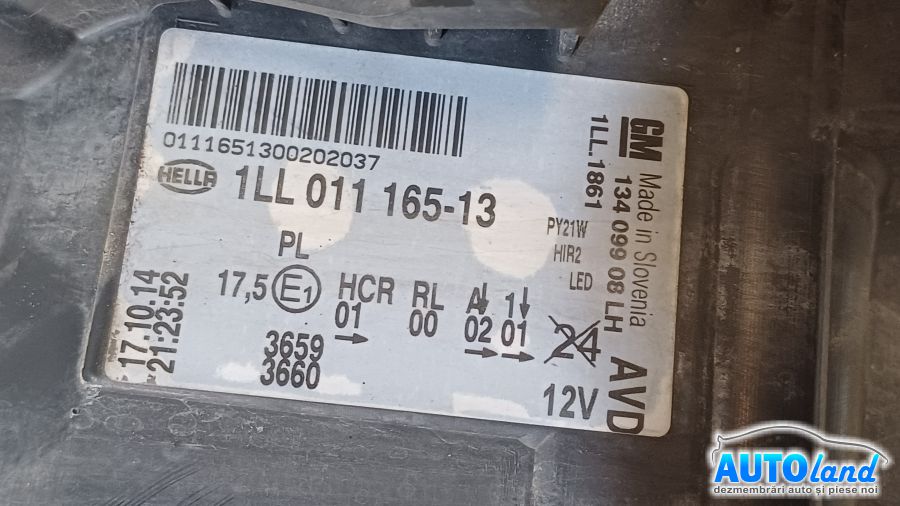 0111651300202037
HELLA
1LL 011 165-13
PL
17,5 E1 HCR RL A 1
01 00 02 01
3659
3660
17.10.14
21:23:52
PY21W
HIR2
LED
24
12V
GM
1LL.1861
134 099 08 LH AVD
Made in Slovenia
AUTOland
dezmembrări auto și piese noi